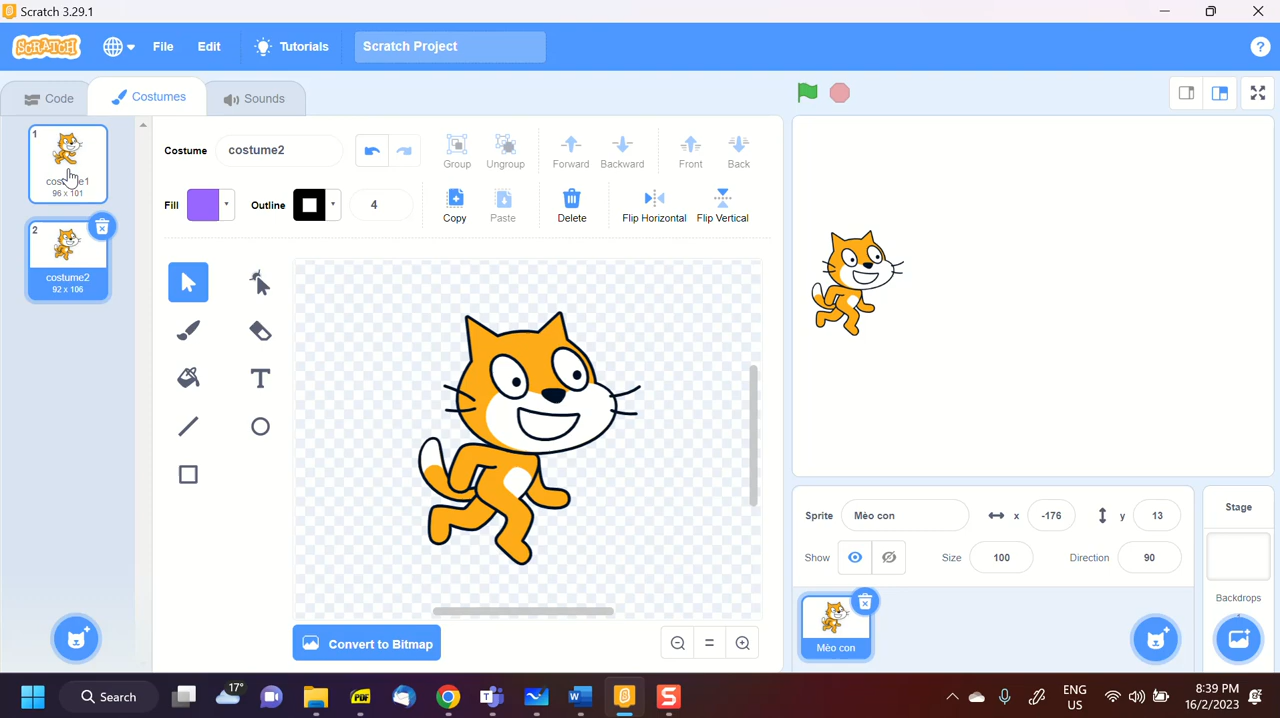 Scratch 3.29.1
SCRATCH
File
Edit
Tutorials
Scratch Project
?
Code
Costumes
Sounds
1
96 x 101
2
costume2
92 x 106
Costume
costume2
Group
Ungroup
Forward
Backward
Front
Back
Fill
Outline
4
Copy
Paste
Delete
Flip Horizontal
Flip Vertical
T
Convert to Bitmap
Sprite
Mèo con
x
-176
y
13
Show
Size
100
Direction
90
Mèo con
Stage
Backdrops
Search
17°
PDF
S
ENG
US
8:39 PM
16/2/2023